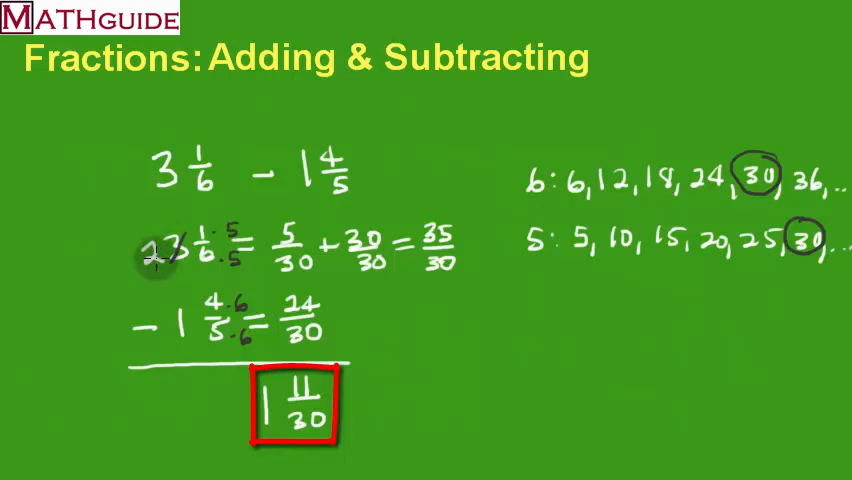 MATHGUIDE
Fractions: Adding & Subtracting
3 1/6 - 1 4/5
6: 6, 12, 18, 24, 30, 36, ...
2 3 1/6 ·5/·5 = 5/30 + 30/30 = 35/30
5: 5, 10, 15, 20, 25, 30, ...
- 1 4/5 ·6/·6 = 24/30
1 11/30